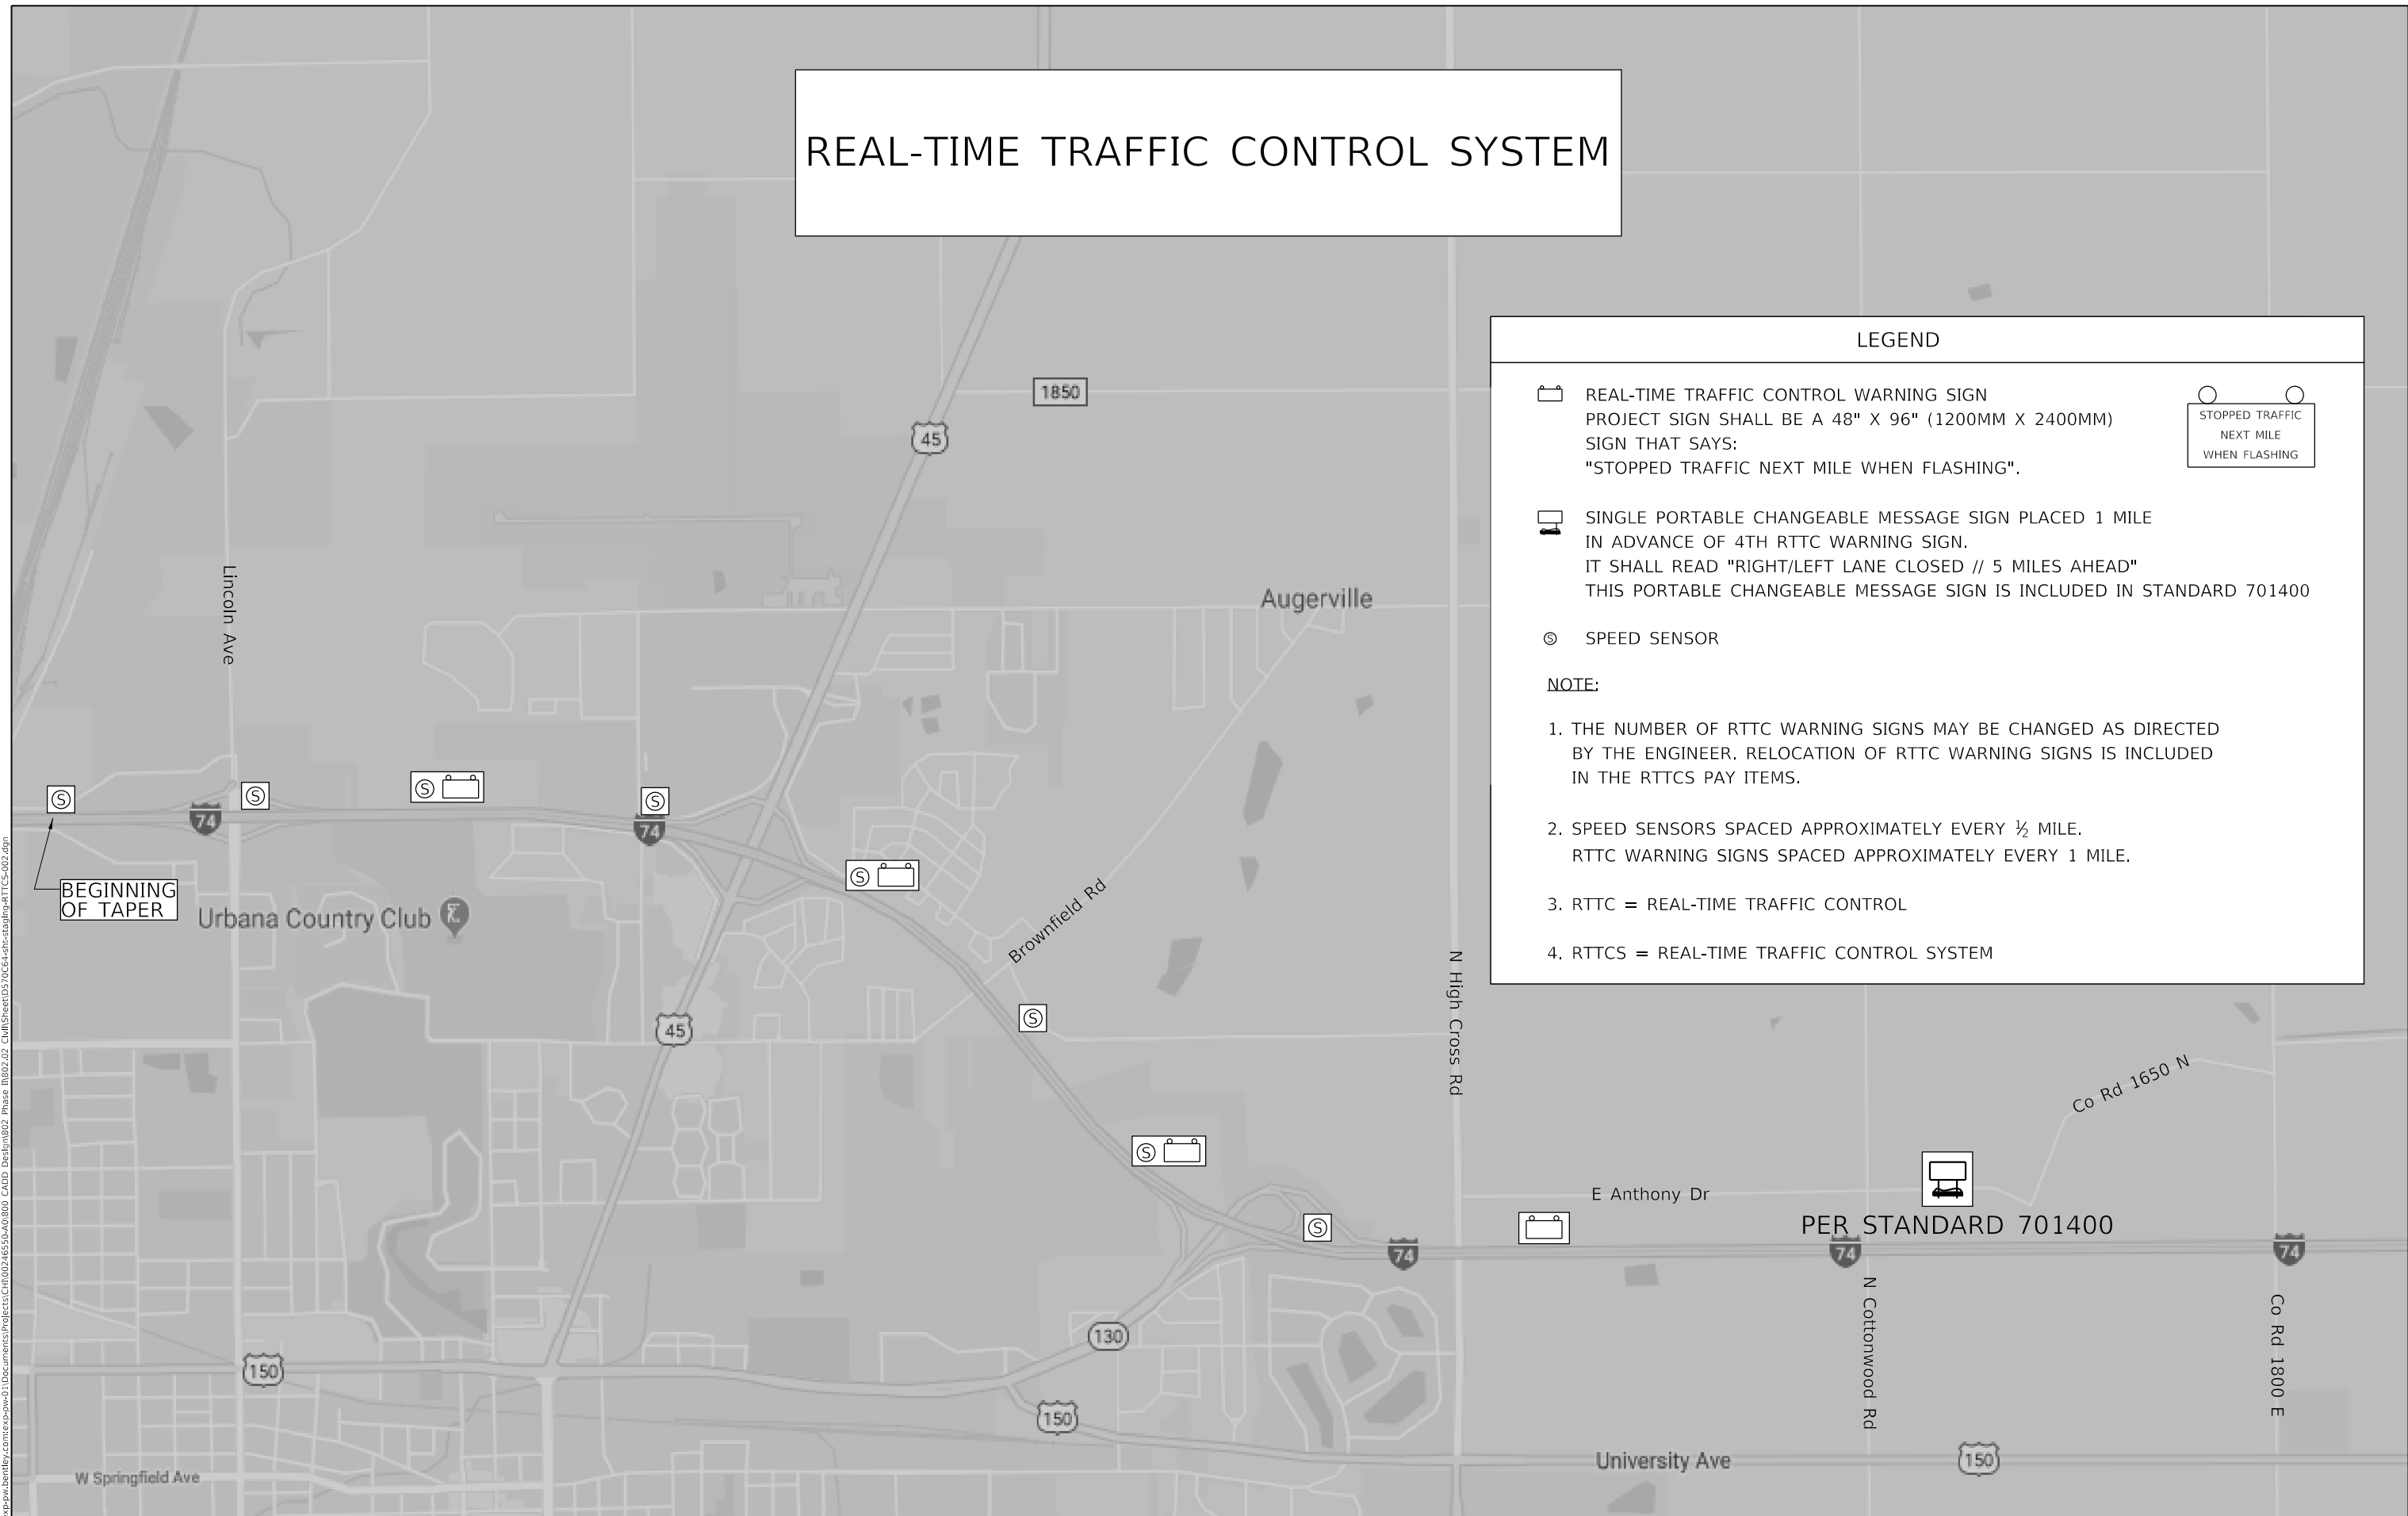 REAL-TIME TRAFFIC CONTROL SYSTEM
LEGEND
REAL-TIME TRAFFIC CONTROL WARNING SIGN
PROJECT SIGN SHALL BE A 48" X 96" (1200MM X 2400MM)
SIGN THAT SAYS:
"STOPPED TRAFFIC NEXT MILE WHEN FLASHING".
STOPPED TRAFFIC
NEXT MILE
WHEN FLASHING
SINGLE PORTABLE CHANGEABLE MESSAGE SIGN PLACED 1 MILE
IN ADVANCE OF 4TH RTTC WARNING SIGN.
IT SHALL READ "RIGHT/LEFT LANE CLOSED // 5 MILES AHEAD"
THIS PORTABLE CHANGEABLE MESSAGE SIGN IS INCLUDED IN STANDARD 701400
S SPEED SENSOR
NOTE:
1. THE NUMBER OF RTTC WARNING SIGNS MAY BE CHANGED AS DIRECTED
BY THE ENGINEER. RELOCATION OF RTTC WARNING SIGNS IS INCLUDED
IN THE RTTCS PAY ITEMS.
2. SPEED SENSORS SPACED APPROXIMATELY EVERY ½ MILE.
RTTC WARNING SIGNS SPACED APPROXIMATELY EVERY 1 MILE.
3. RTTC = REAL-TIME TRAFFIC CONTROL
4. RTTCS = REAL-TIME TRAFFIC CONTROL SYSTEM
1850
45
Augerville
Lincoln Ave
S
S
S
S
74
74
BEGINNING
OF TAPER
Urbana Country Club
S
Brownfield Rd
45
S
N High Cross Rd
S
S
74
E Anthony Dr
Co Rd 1650 N
PER STANDARD 701400
74
74
N Cottonwood Rd
Co Rd 1800 E
130
150
150
University Ave
150
W Springfield Ave